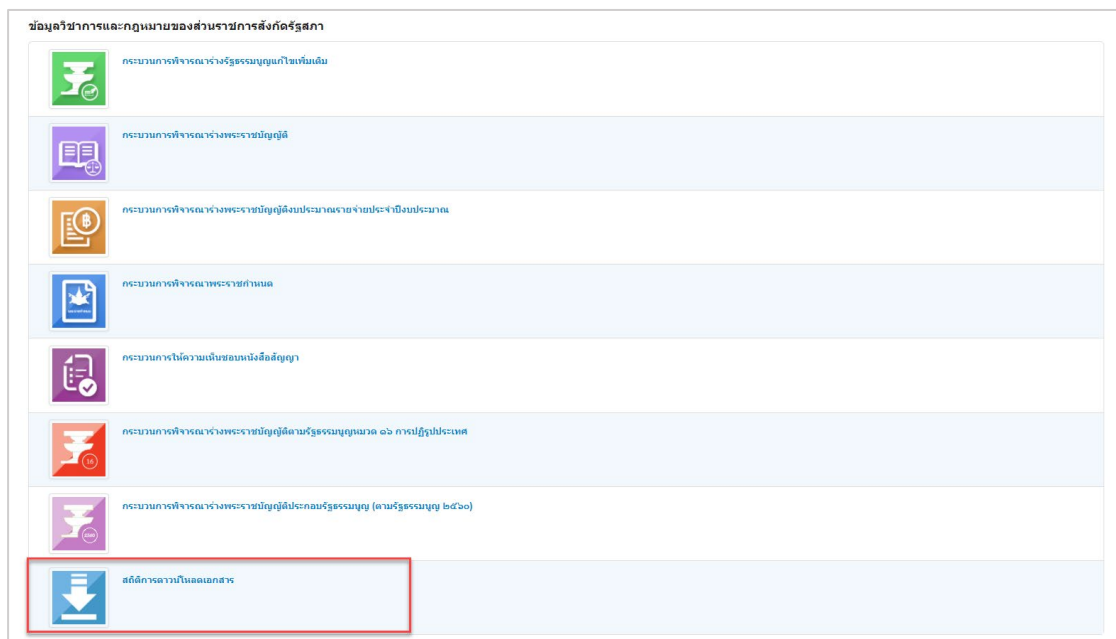 ข้อมูลวิชาการและกฎหมายของส่วนราชการสังกัดรัฐสภา
กระบวนการพิจารณาร่างรัฐธรรมนูญแก้ไขเพิ่มเติม
กระบวนการพิจารณาร่างพระราชบัญญัติ
กระบวนการพิจารณาร่างพระราชบัญญัติงบประมาณรายจ่ายประจำปีงบประมาณ
กระบวนการพิจารณาพระราชกำหนด
กระบวนการให้ความเห็นชอบหนังสือสัญญา
กระบวนการพิจารณาร่างพระราชบัญญัติตามรัฐธรรมนูญหมวด ๑๖ การปฏิรูปประเทศ
16
กระบวนการพิจารณาร่างพระราชบัญญัติประกอบรัฐธรรมนูญ (ตามรัฐธรรมนูญ ๒๕๖๐)
สถิติการดาวน์โหลดเอกสาร